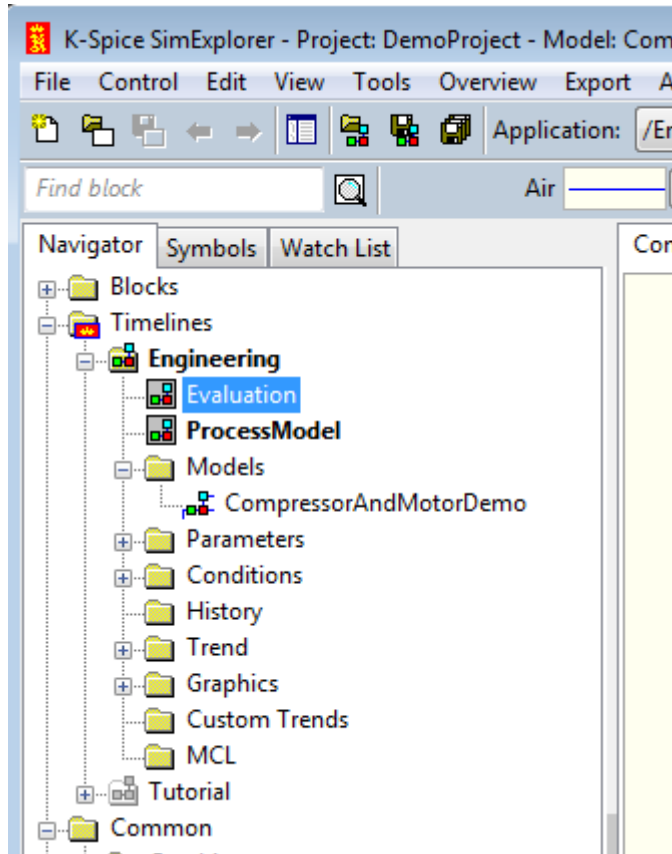 K-Spice SimExplorer - Project: DemoProject - Model: Com
File Control Edit View Tools Overview Export A
Application: /En
Find block Air
Navigator Symbols Watch List Con
Blocks
Timelines
Engineering
Evaluation
ProcessModel
Models
CompressorAndMotorDemo
Parameters
Conditions
History
Trend
Graphics
Custom Trends
MCL
Tutorial
Common